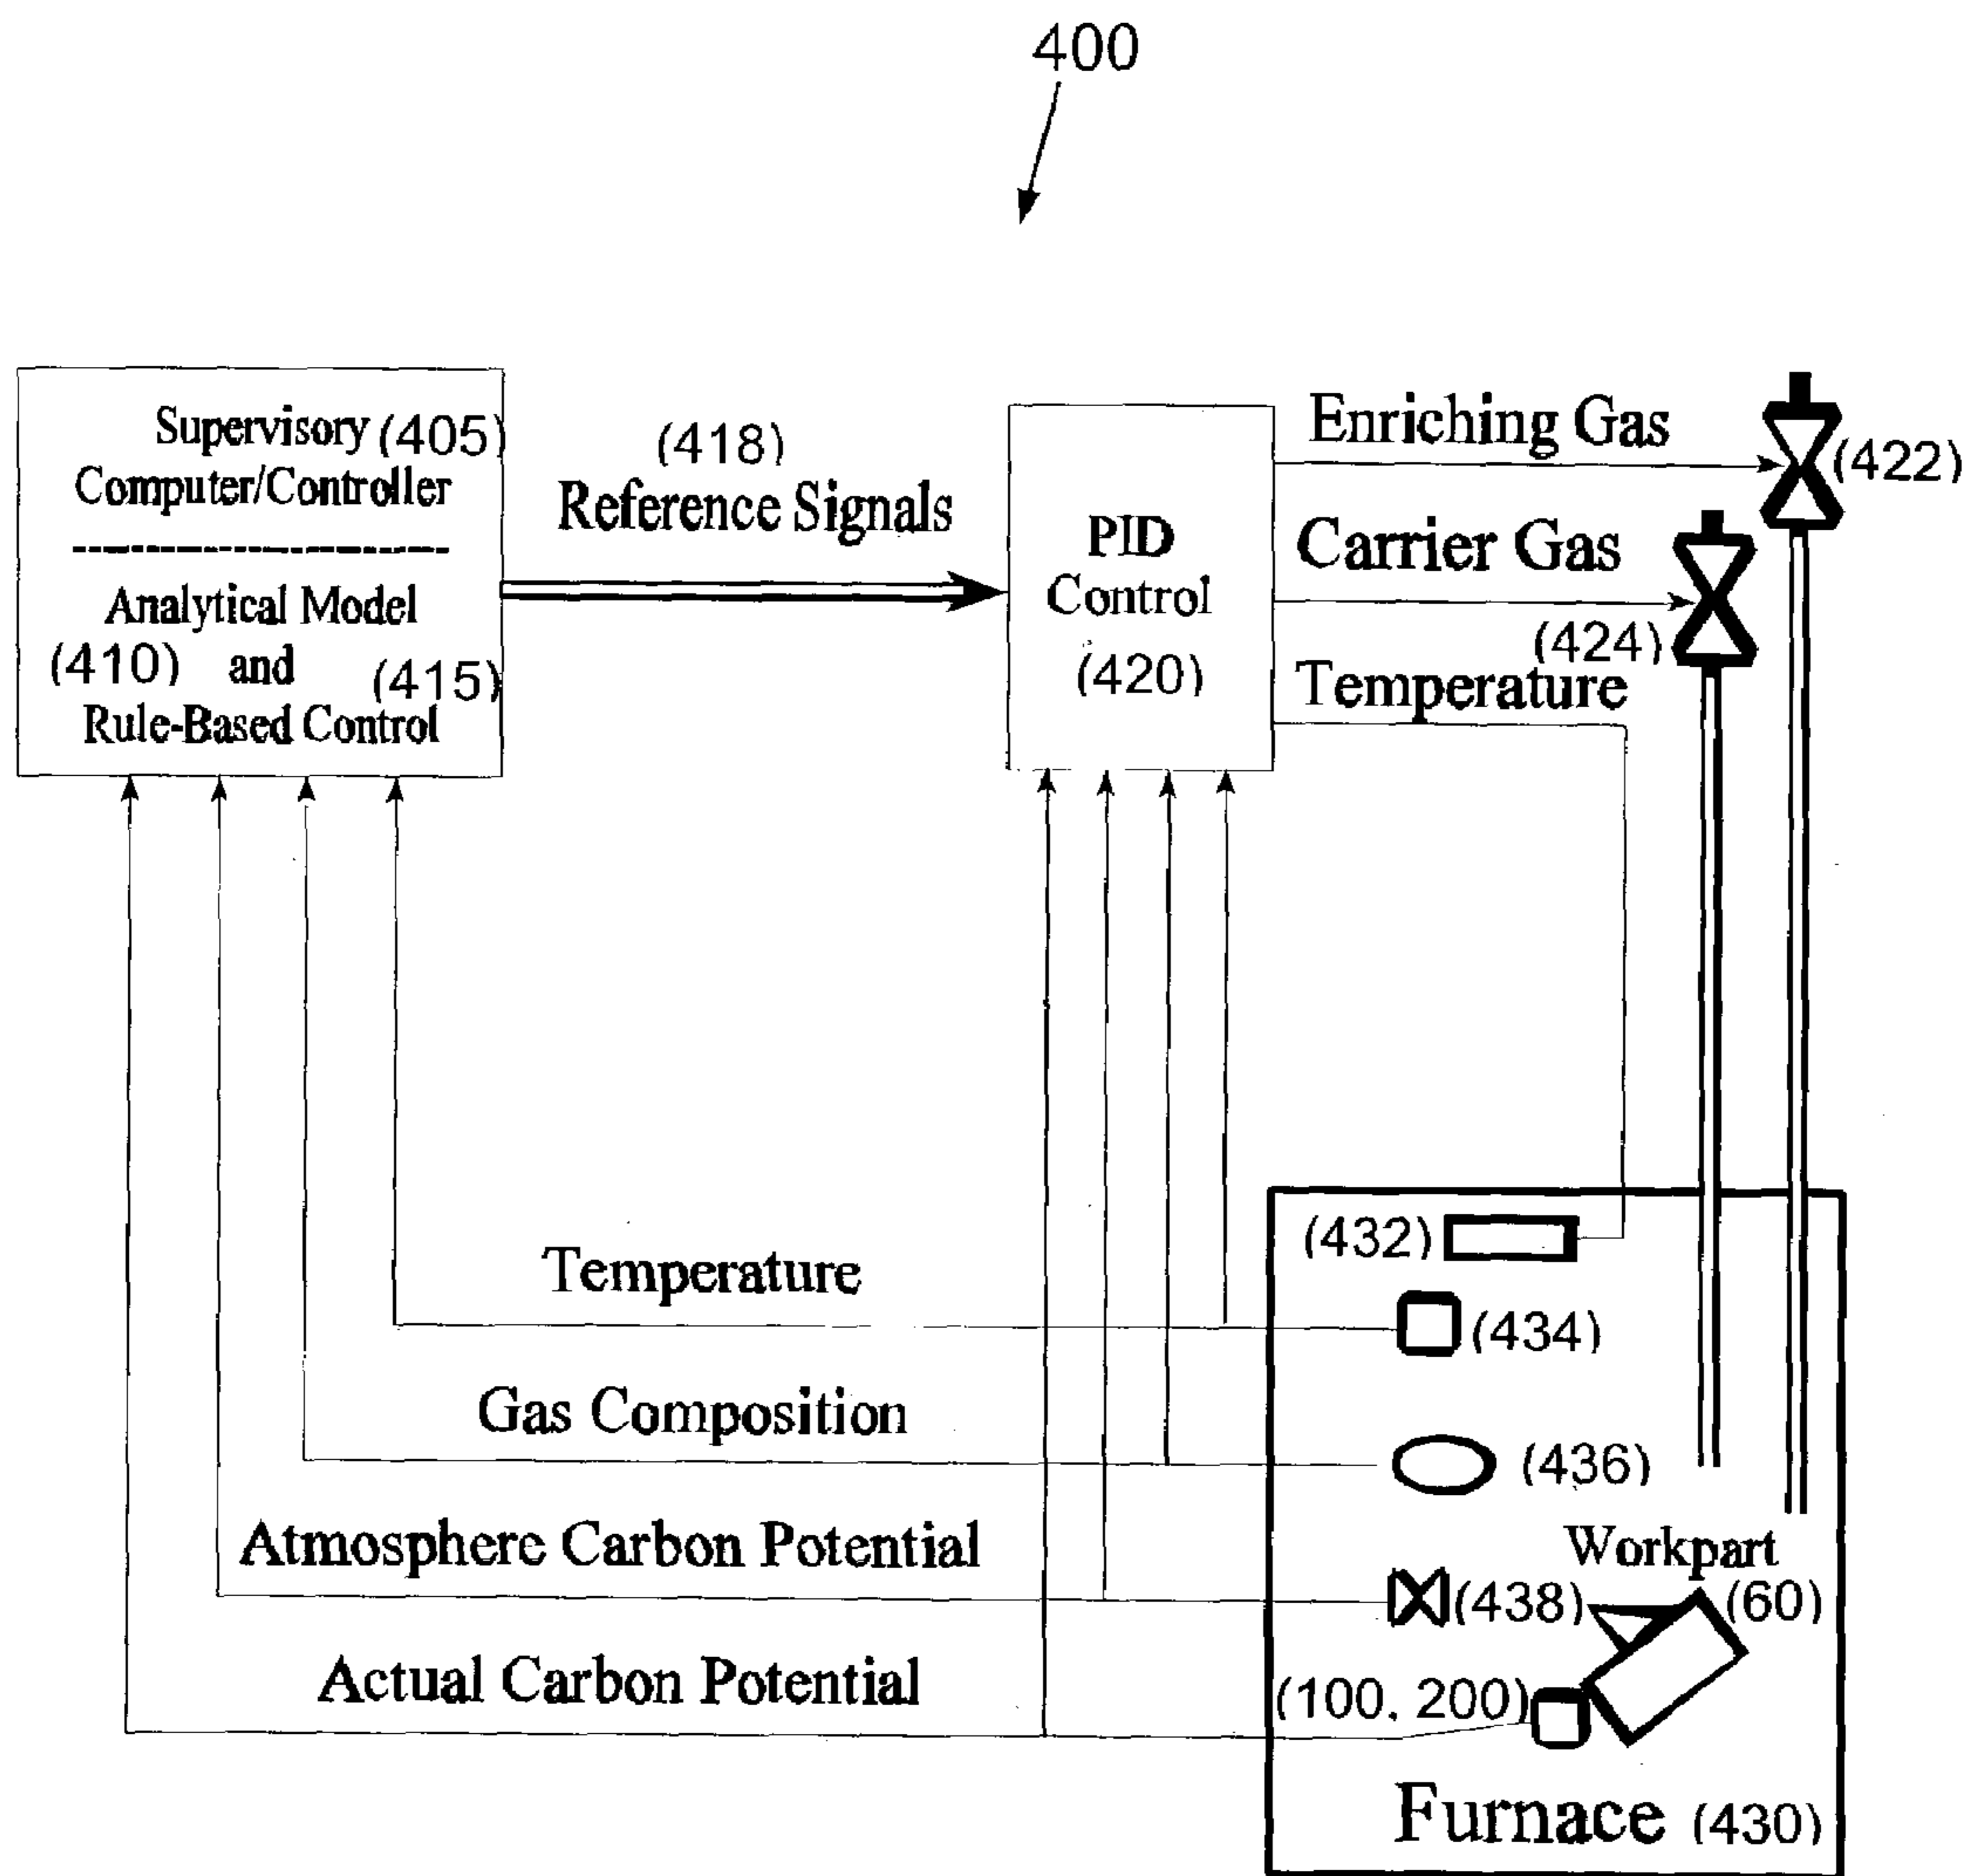 400
Supervisory (405)
Computer/Controller
Analytical Model
(410) and (415)
Rule-Based Control
(418)
Reference Signals
PID
Control
(420)
Enriching Gas
(422)
Carrier Gas
(424)
Temperature
(432)
Temperature
(434)
Gas Composition
(436)
Atmosphere Carbon Potential
(438)
Workpart
(60)
Actual Carbon Potential
(100, 200)
Furnace (430)